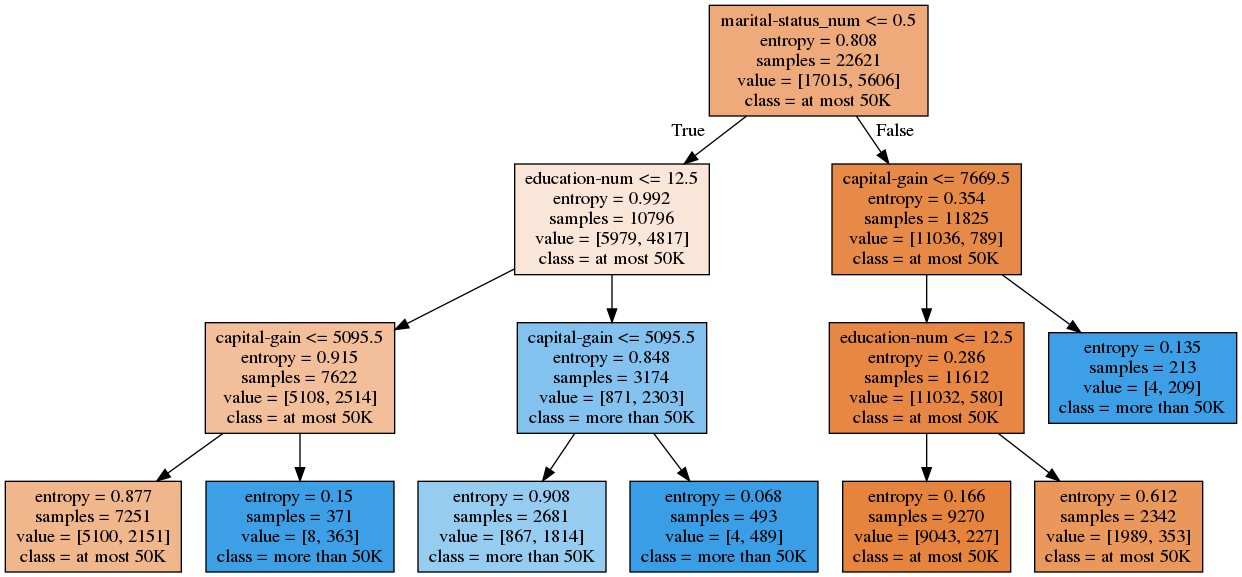 marital-status_num <= 0.5
entropy = 0.808
samples = 22621
value = [17015, 5606]
class = at most 50K
True
False
education-num <= 12.5
entropy = 0.992
samples = 10796
value = [5979, 4817]
class = at most 50K
capital-gain <= 7669.5
entropy = 0.354
samples = 11825
value = [11036, 789]
class = at most 50K
capital-gain <= 5095.5
entropy = 0.915
samples = 7622
value = [5108, 2514]
class = at most 50K
capital-gain <= 5095.5
entropy = 0.848
samples = 3174
value = [871, 2303]
class = more than 50K
education-num <= 12.5
entropy = 0.286
samples = 11612
value = [11032, 580]
class = at most 50K
entropy = 0.135
samples = 213
value = [4, 209]
class = more than 50K
entropy = 0.877
samples = 7251
value = [5100, 2151]
class = at most 50K
entropy = 0.15
samples = 371
value = [8, 363]
class = more than 50K
entropy = 0.908
samples = 2681
value = [867, 1814]
class = more than 50K
entropy = 0.068
samples = 493
value = [4, 489]
class = more than 50K
entropy = 0.166
samples = 9270
value = [9043, 227]
class = at most 50K
entropy = 0.612
samples = 2342
value = [1989, 353]
class = at most 50K